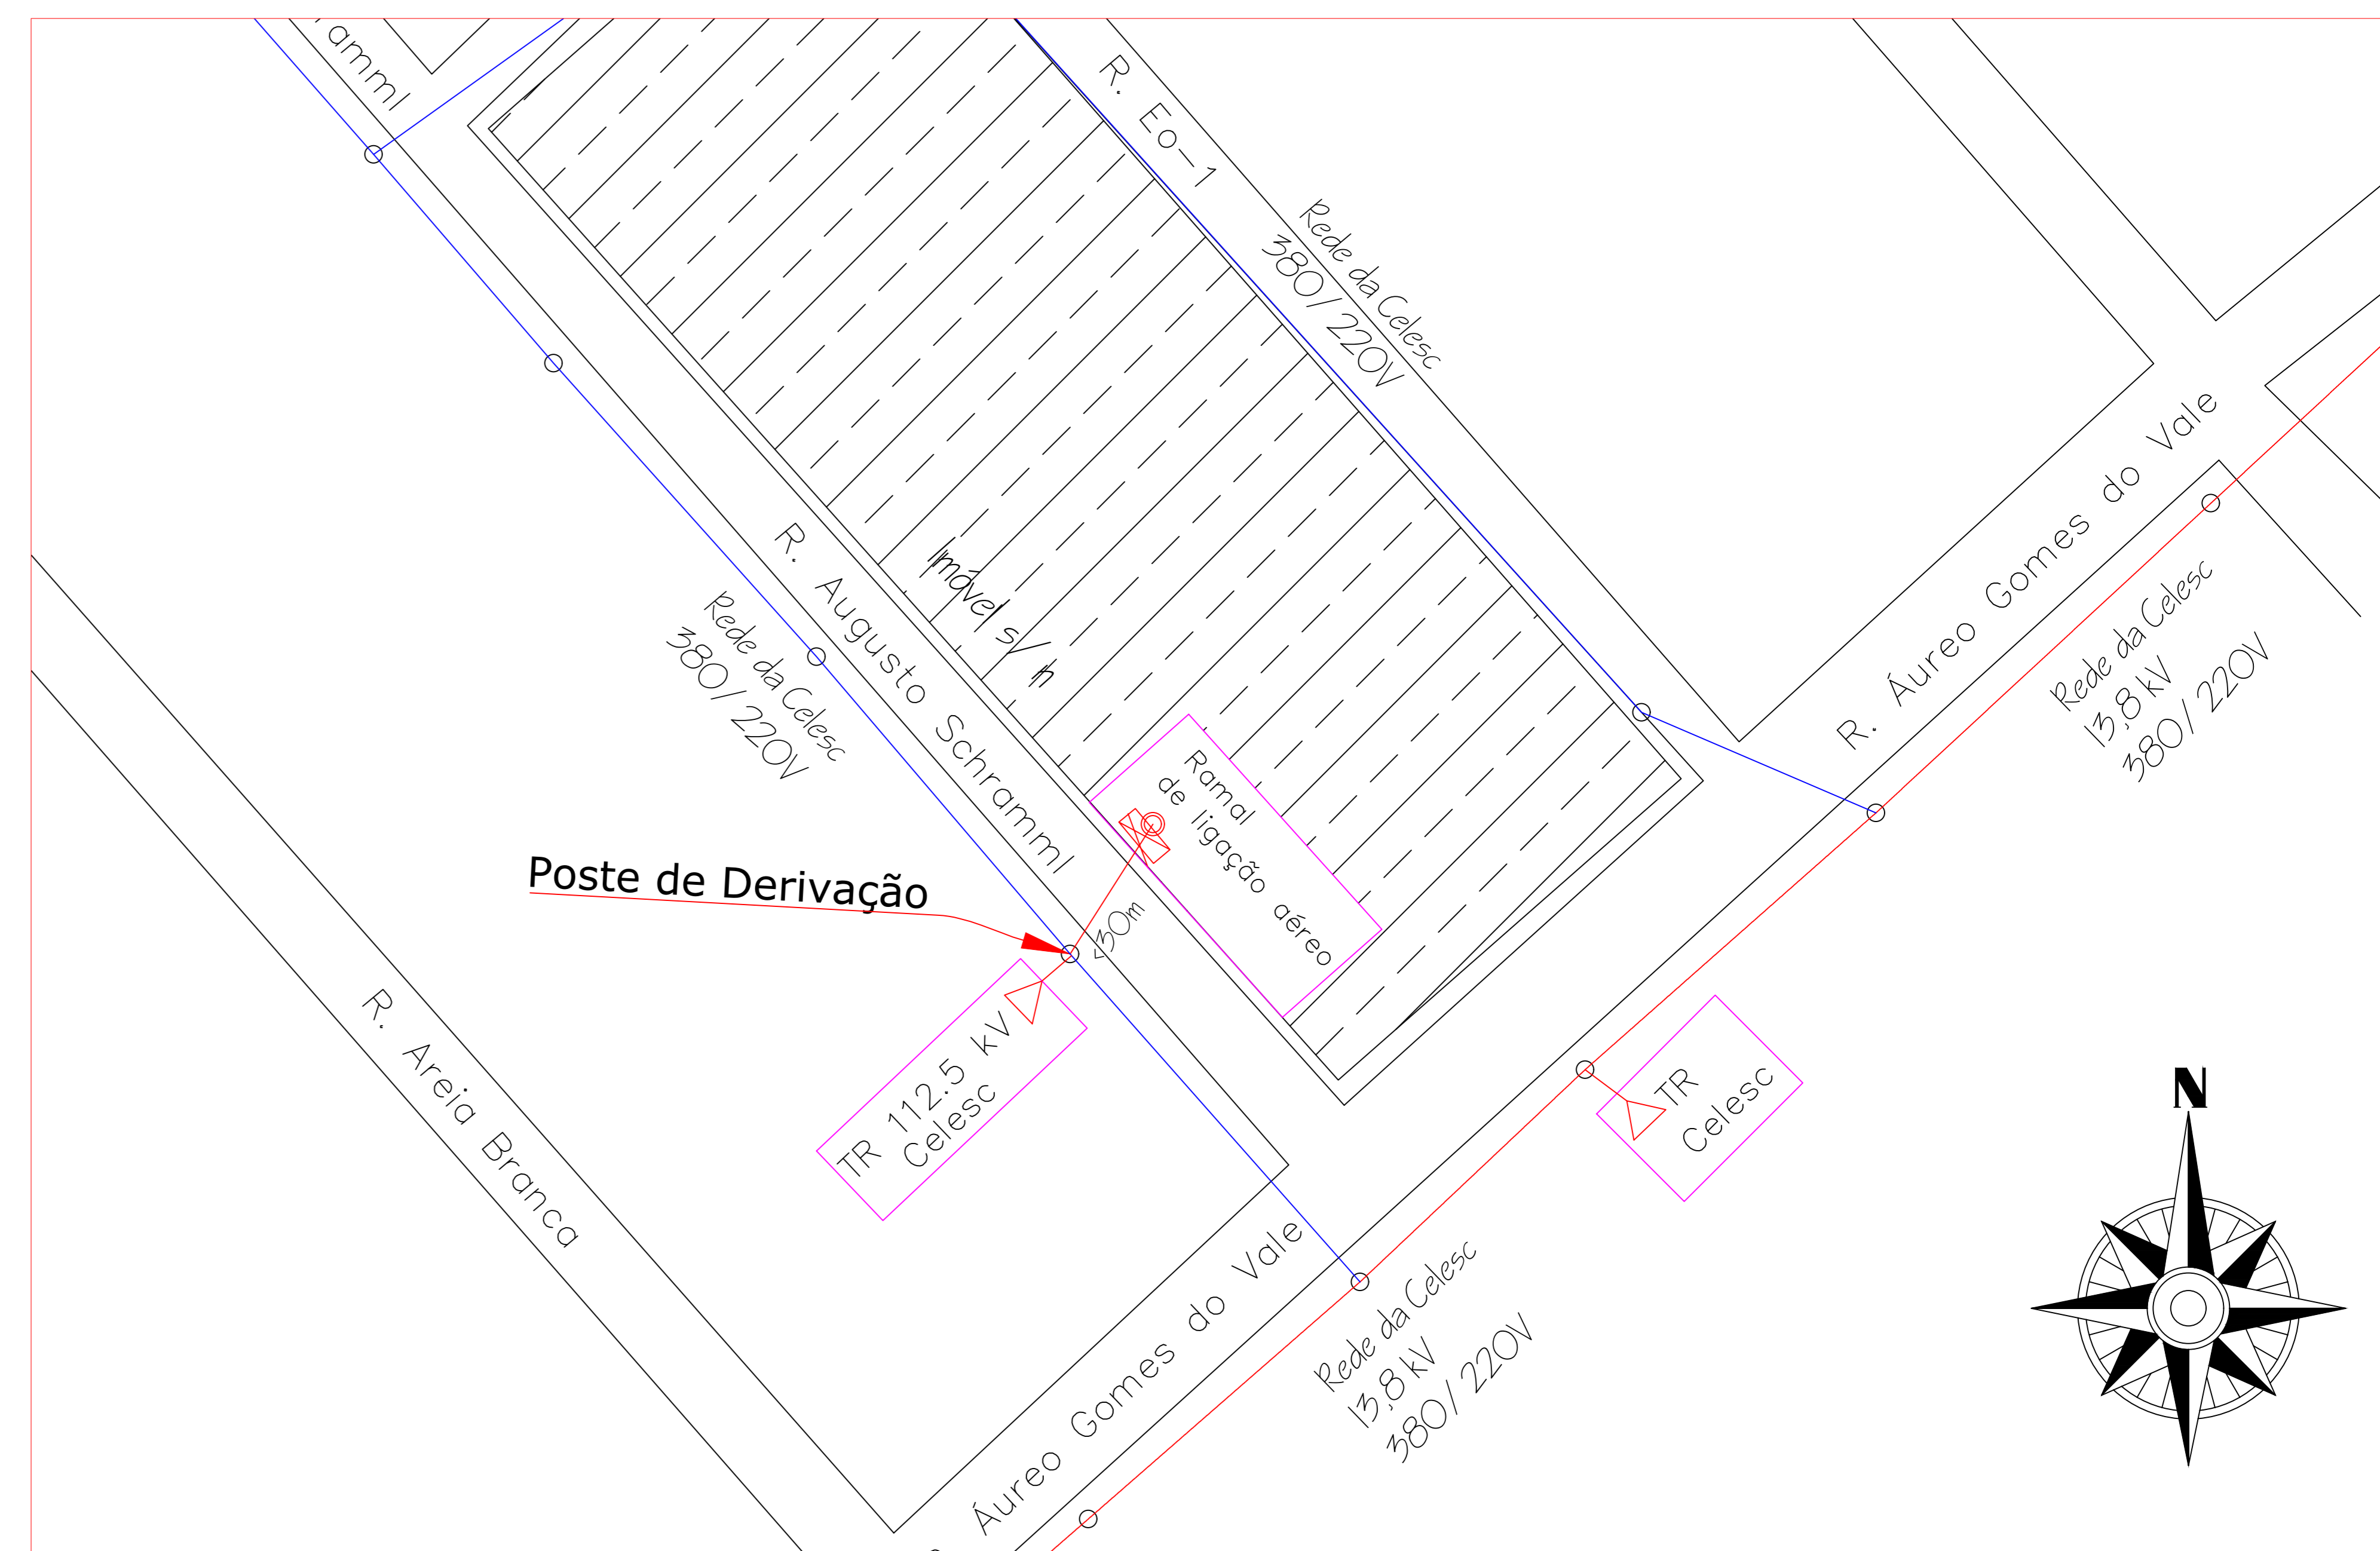 amml
R. Eo-1
Rede da Celesc
380/220V
R. Augusto Schramml
Rede da Celesc
380/220V
Imóvel s/n
R. Áureo Gomes do Vale
Rede da Celesc
13,8 kV
380/220V
Ramal
de ligação aéreo
Poste de Derivação
<30m
TR 112.5 kV
Celesc
TR
Celesc
R. Areia Branca
N
Áureo Gomes do Vale
Rede da Celesc
13,8 kV
380/220V